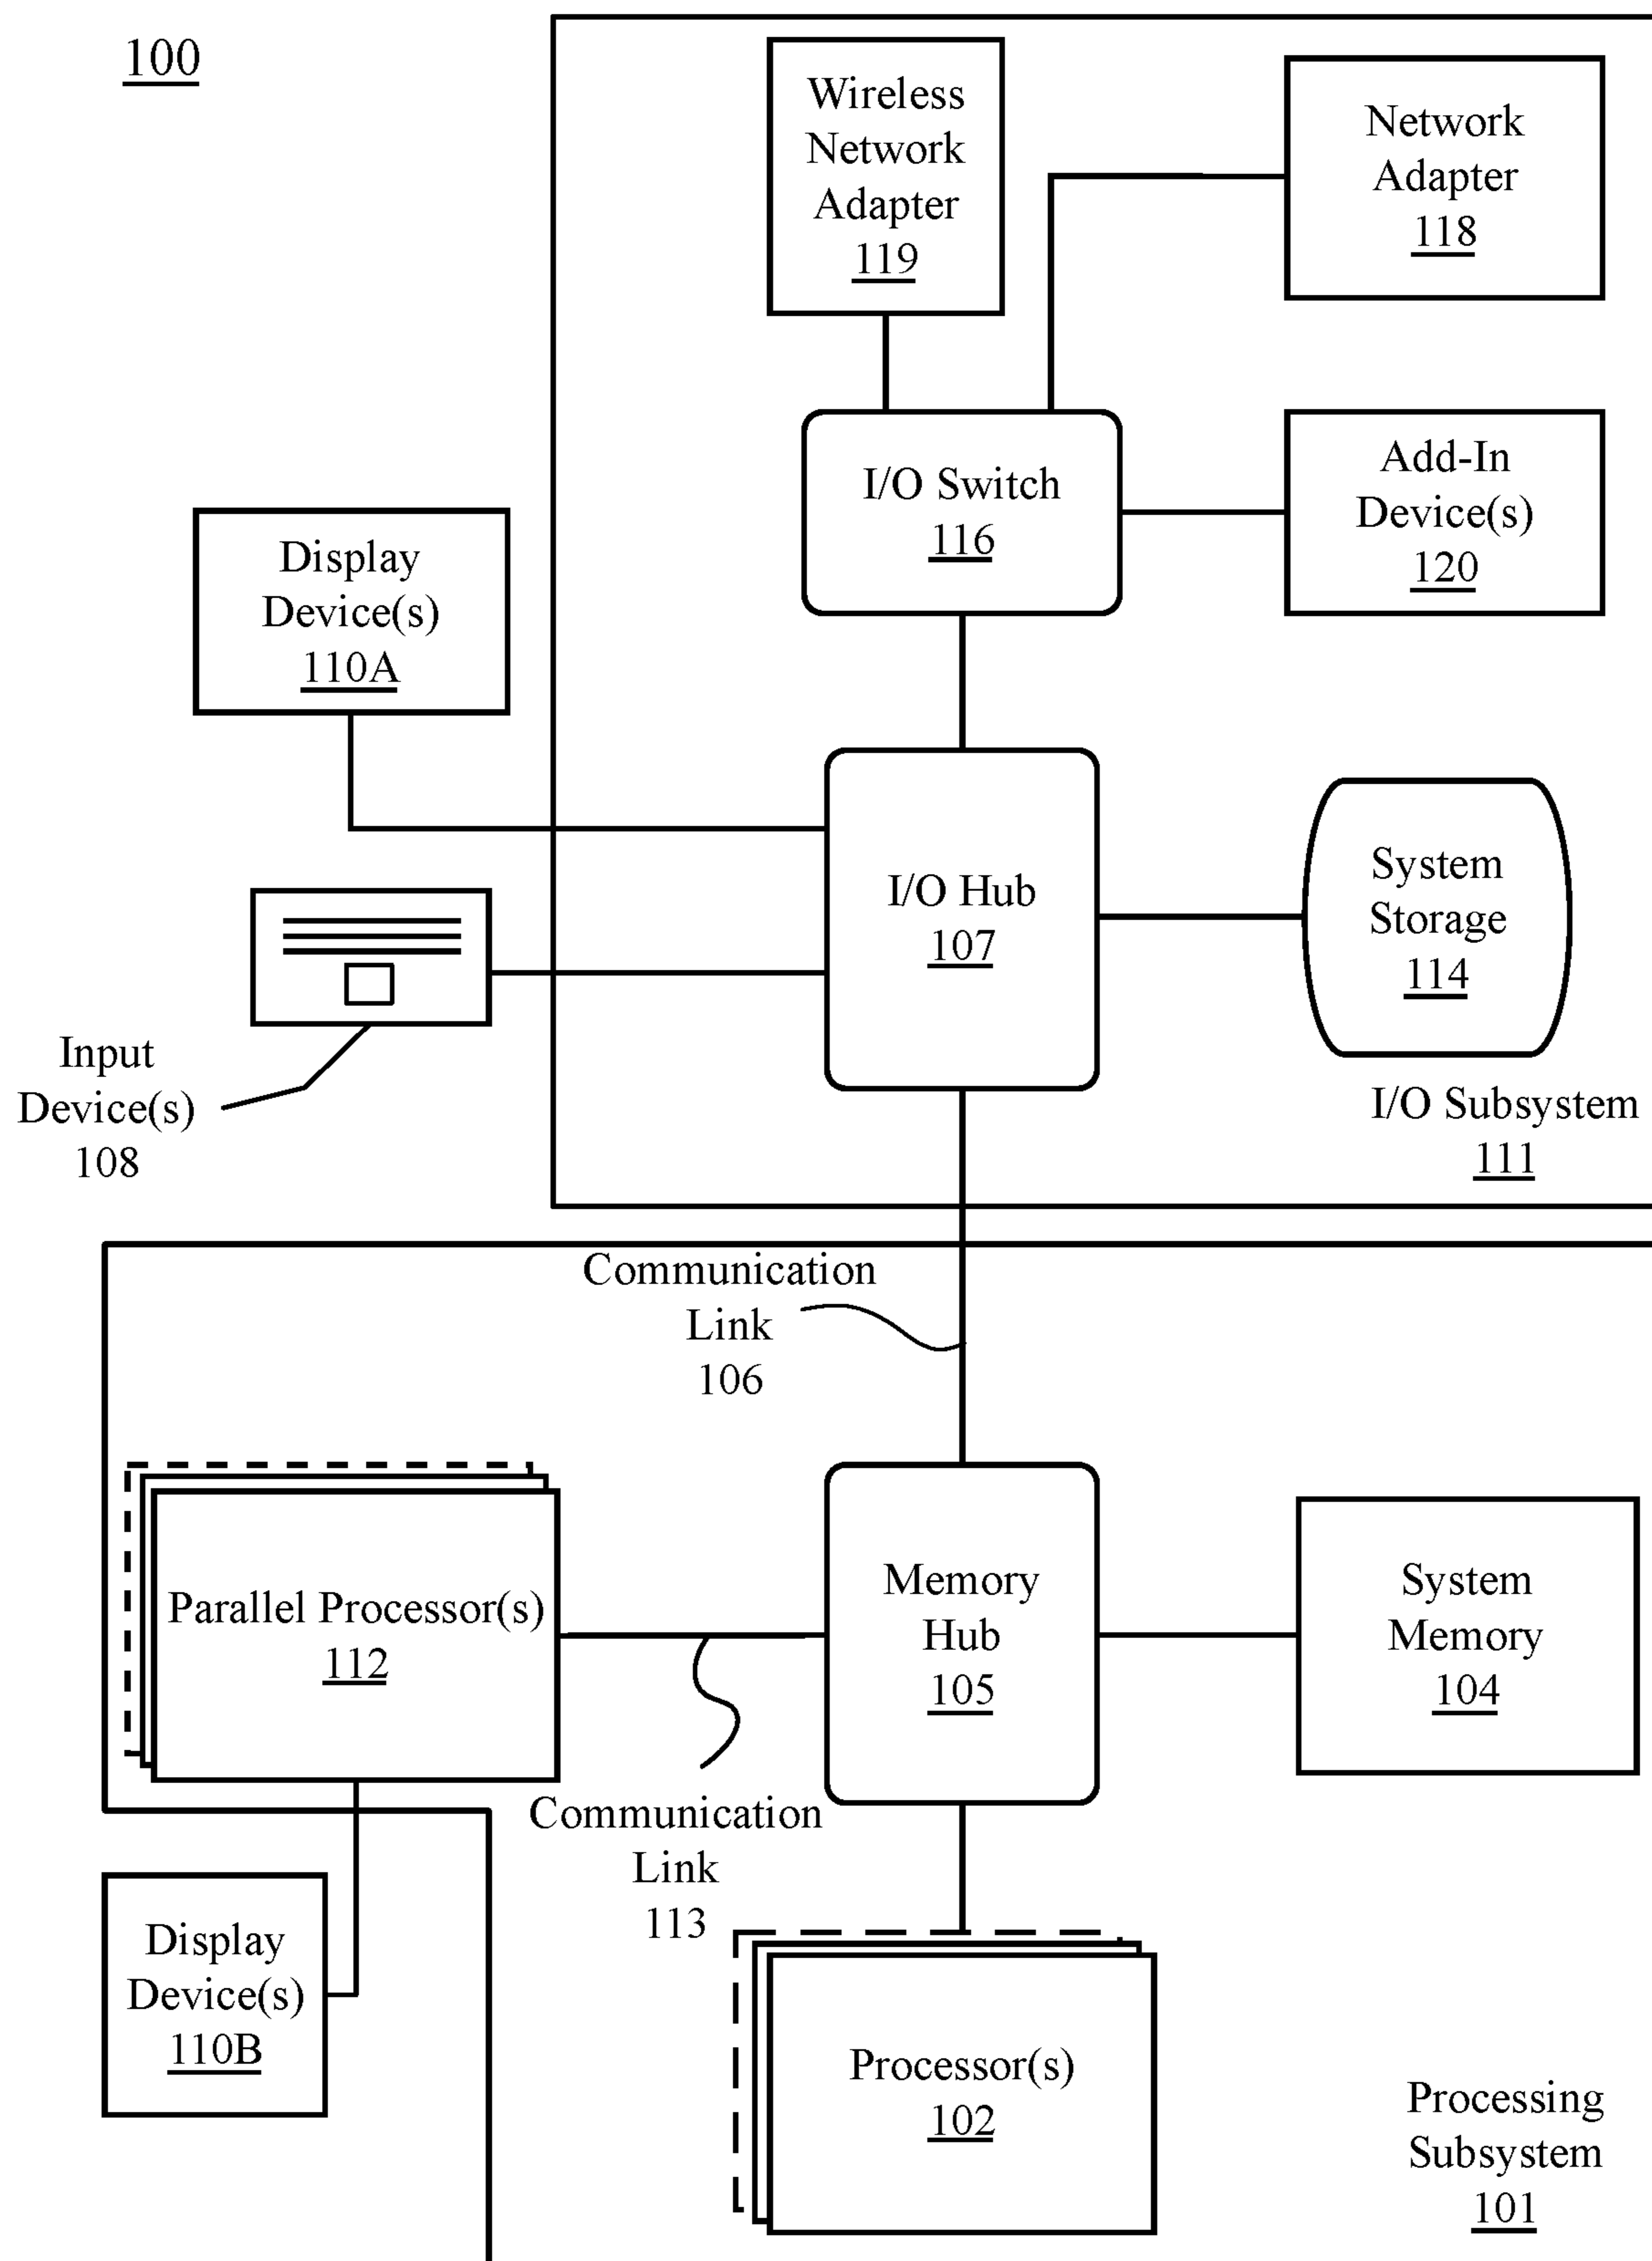 100
Wireless
Network
Adapter
119
Network
Adapter
118
I/O Switch
116
Add-In
Device(s)
120
Display
Device(s)
110A
I/O Hub
107
System
Storage
114
Input
Device(s)
108
I/O Subsystem
111
Communication
Link
106
Parallel Processor(s)
112
Memory
Hub
105
System
Memory
104
Communication
Link
113
Display
Device(s)
110B
Processor(s)
102
Processing
Subsystem
101